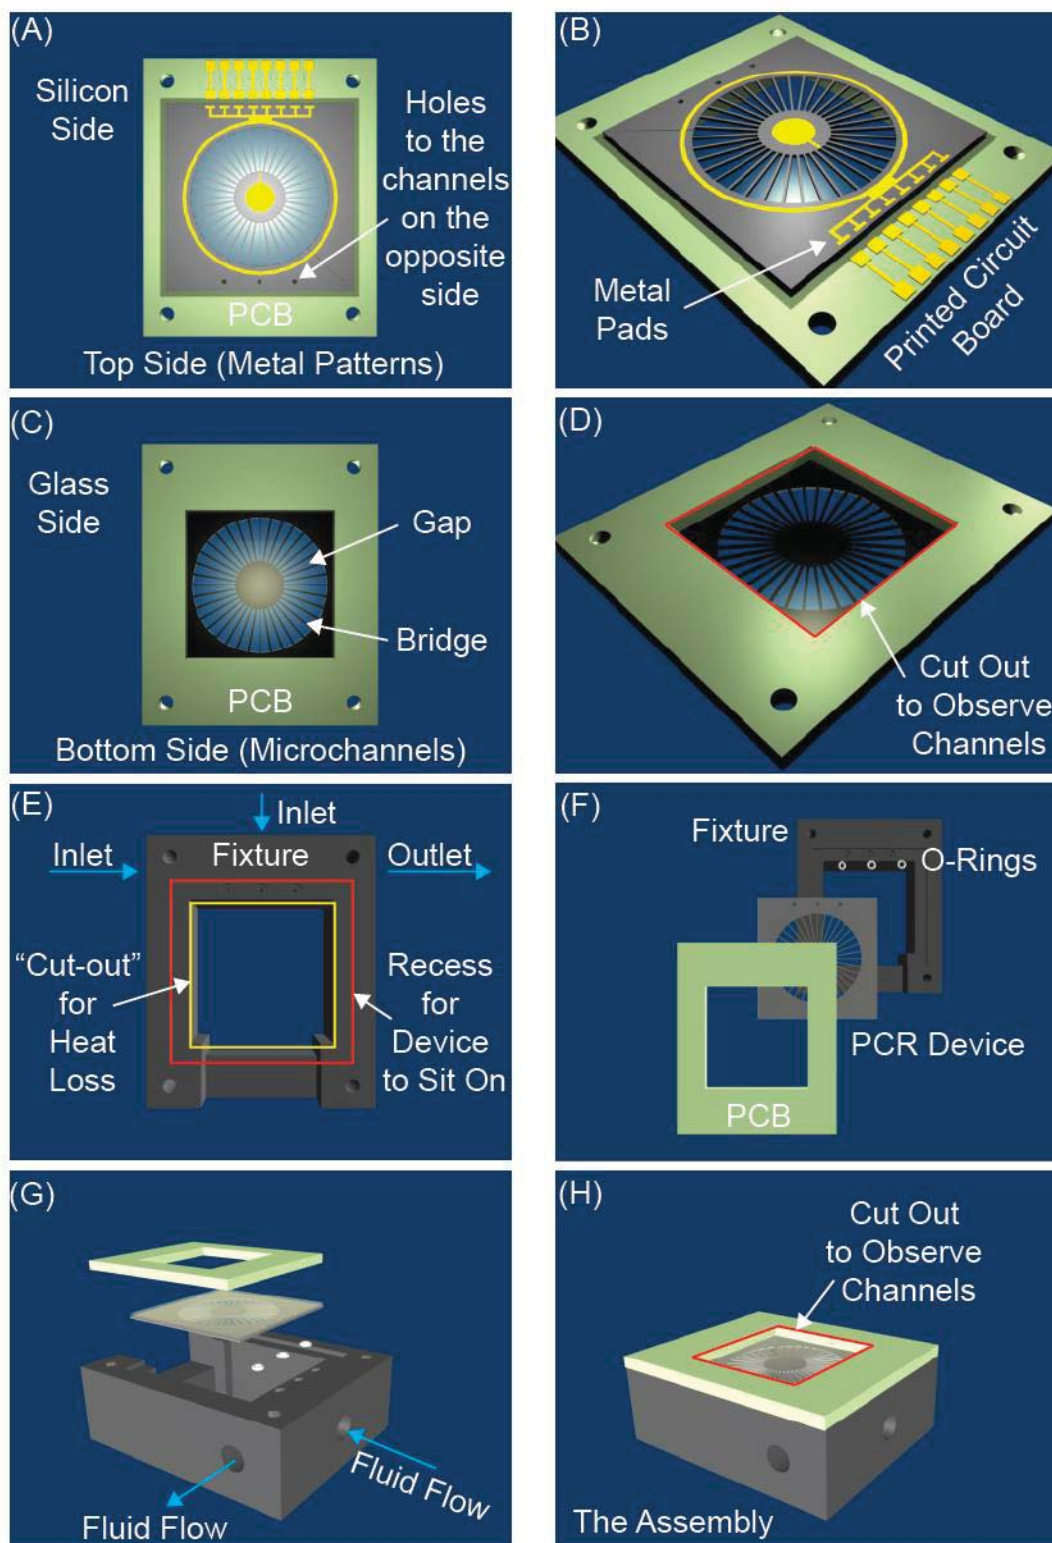 (A)
Silicon
Side
Holes
to the
channels
on the
opposite
side
PCB
Top Side (Metal Patterns)
(B)
Metal
Pads
Printed Circuit
Board
(C)
Glass
Side
Gap
Bridge
PCB
Bottom Side (Microchannels)
(D)
Cut Out
to Observe
Channels
(E)
Inlet
Inlet
Fixture
Outlet
“Cut-out”
for
Heat
Loss
Recess
for
Device
to Sit On
(F)
Fixture
O-Rings
PCR Device
PCB
(G)
Fluid Flow
Fluid Flow
(H)
Cut Out
to Observe
Channels
The Assembly